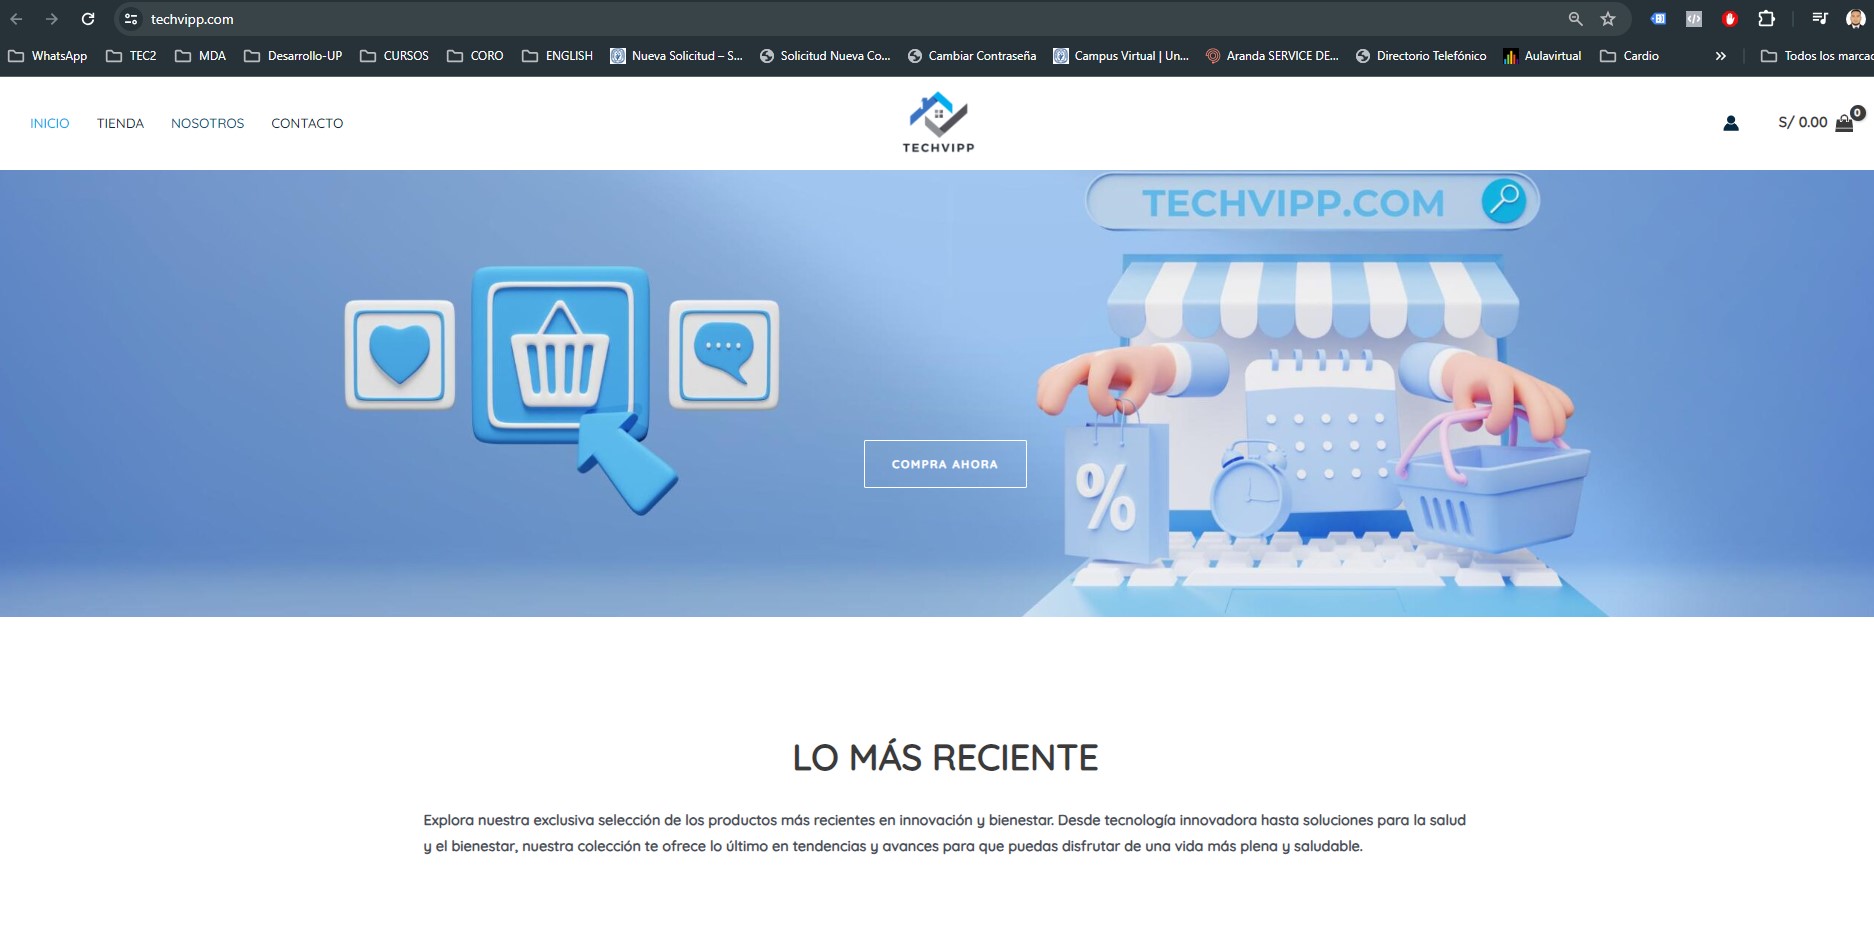 techvipp.com
WhatsApp TEC2 MDA Desarrollo-UP CURSOS CORO ENGLISH Nueva Solicitud – S... Solicitud Nueva Co... Cambiar Contraseña Campus Virtual | Un... Aranda SERVICE DE... Directorio Telefónico Aulavirtual Cardio » Todos los marcad
INICIO TIENDA NOSOTROS CONTACTO
TECHVIPP
S/ 0.00 0
TECHVIPP.COM
%
COMPRA AHORA
LO MÁS RECIENTE
Explora nuestra exclusiva selección de los productos más recientes en innovación y bienestar. Desde tecnología innovadora hasta soluciones para la salud
y el bienestar, nuestra colección te ofrece lo último en tendencias y avances para que puedas disfrutar de una vida más plena y saludable.